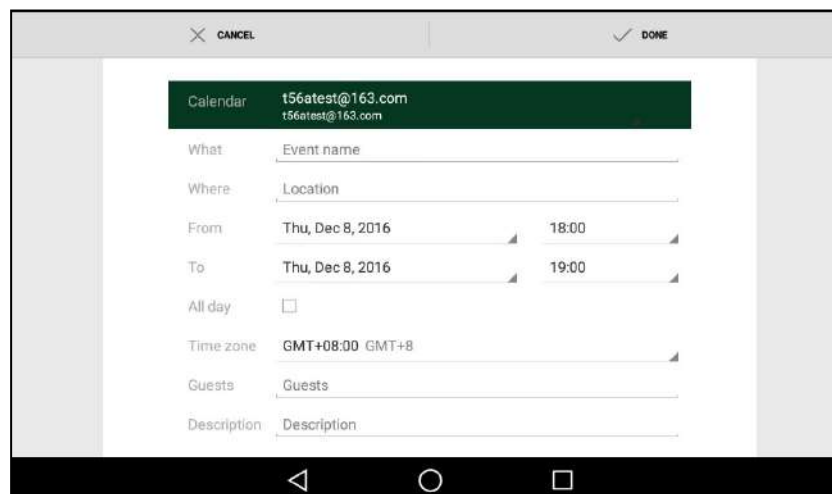 CANCEL DONE
Calendar t56atest@163.com
t56atest@163.com
What Event name
Where Location
From Thu, Dec 8, 2016 18:00
To Thu, Dec 8, 2016 19:00
All day
Time zone GMT+08:00 GMT+8
Guests Guests
Description Description